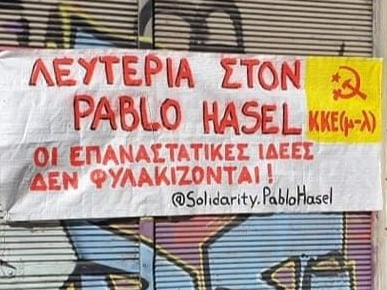 ΛΕΥΤΕΡΙΑ ΣΤΟΝ
PABLO HASEL
ΚΚΕ(μ-λ)
ΟΙ ΕΠΑΝΑΣΤΑΤΙΚΕΣ ΙΔΕΕΣ
ΔΕΝ ΦΥΛΑΚΙΖΟΝΤΑΙ!
@Solidarity.PabloHasel